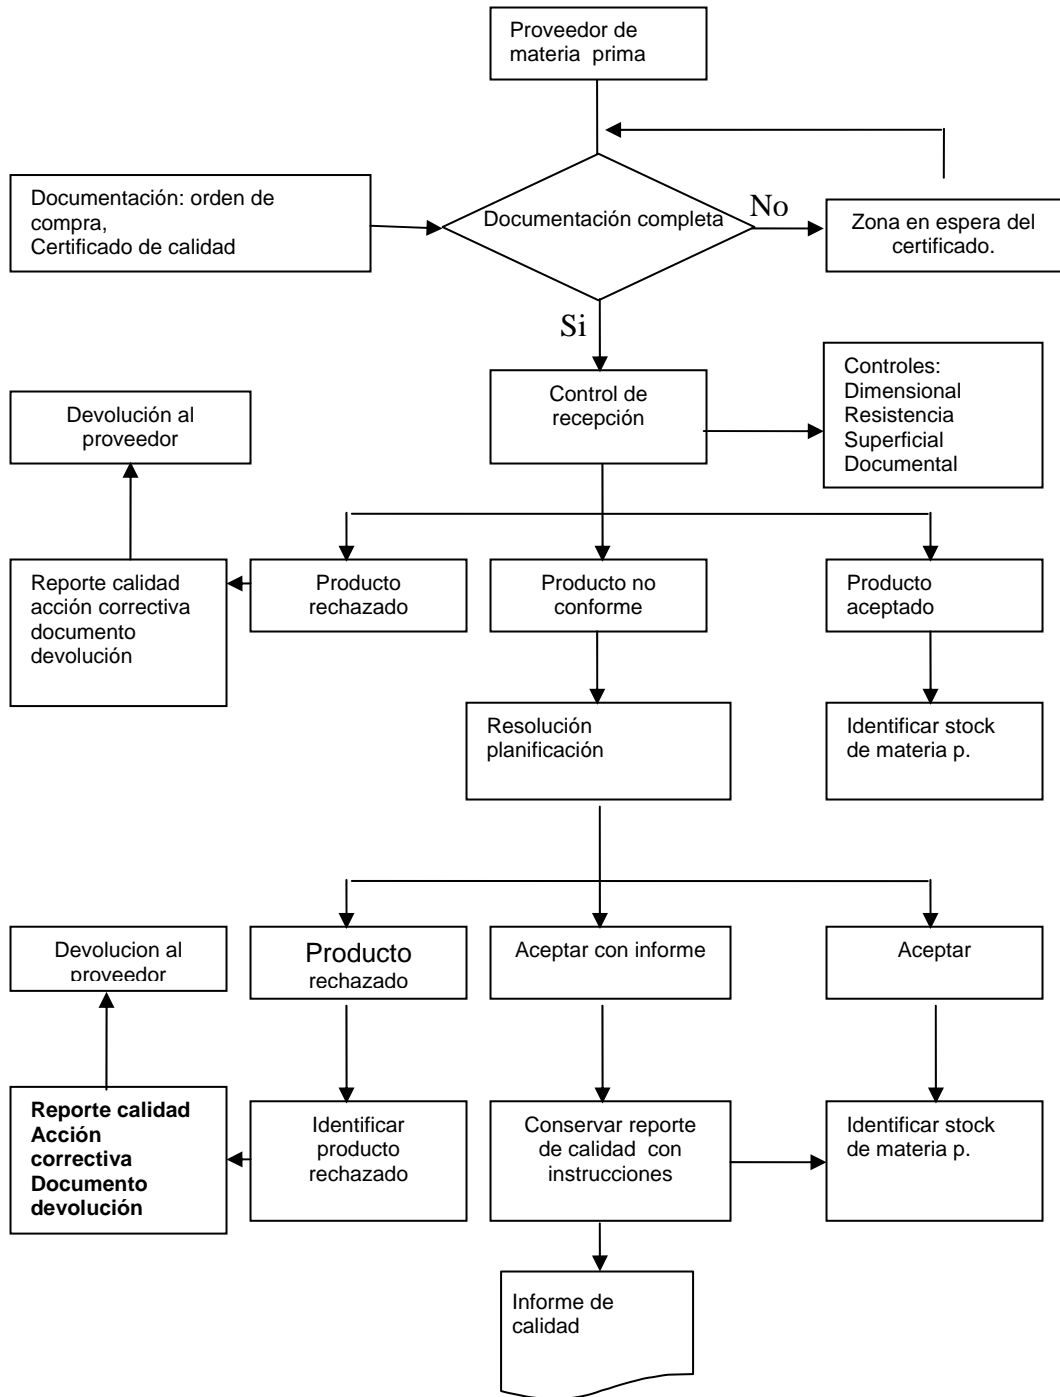 Proveedor de
materia prima
Documentación: orden de
compra,
Certificado de calidad
Documentación completa
No
Zona en espera del
certificado.
Si
Control de
recepción
Controles:
Dimensional
Resistencia
Superficial
Documental
Devolución al
proveedor
Reporte calidad
acción correctiva
documento
devolución
Producto
rechazado
Producto no
conforme
Producto
aceptado
Resolución
planificación
Identificar stock
de materia p.
Devolucion al
proveedor
Producto
rechazado
Aceptar con informe
Aceptar
Reporte calidad
Acción
correctiva
Documento
devolución
Identificar
producto
rechazado
Conservar reporte
de calidad con
instrucciones
Identificar stock
de materia p.
Informe de
calidad